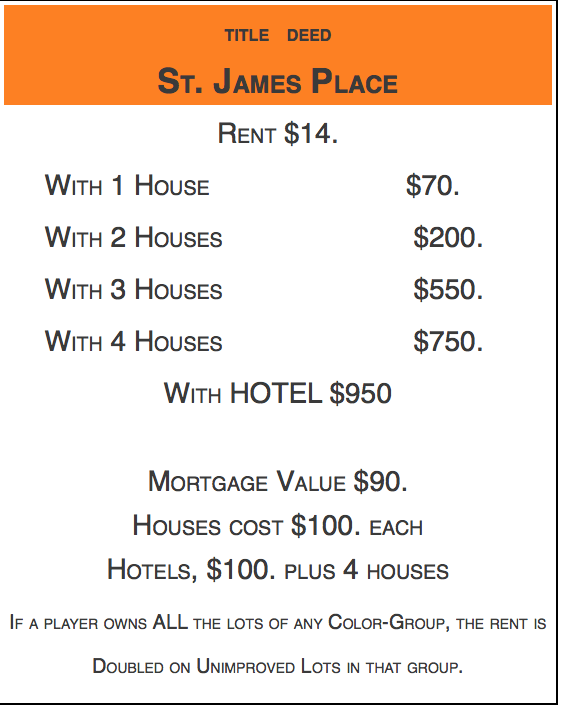 TITLE DEED
ST. JAMES PLACE
RENT $14.
WITH 1 HOUSE $70.
WITH 2 HOUSES $200.
WITH 3 HOUSES $550.
WITH 4 HOUSES $750.
WITH HOTEL $950
MORTGAGE VALUE $90.
HOUSES COST $100. EACH
HOTELS, $100. PLUS 4 HOUSES
IF A PLAYER OWNS ALL THE LOTS OF ANY COLOR-GROUP, THE RENT IS
DOUBLED ON UNIMPROVED LOTS IN THAT GROUP.